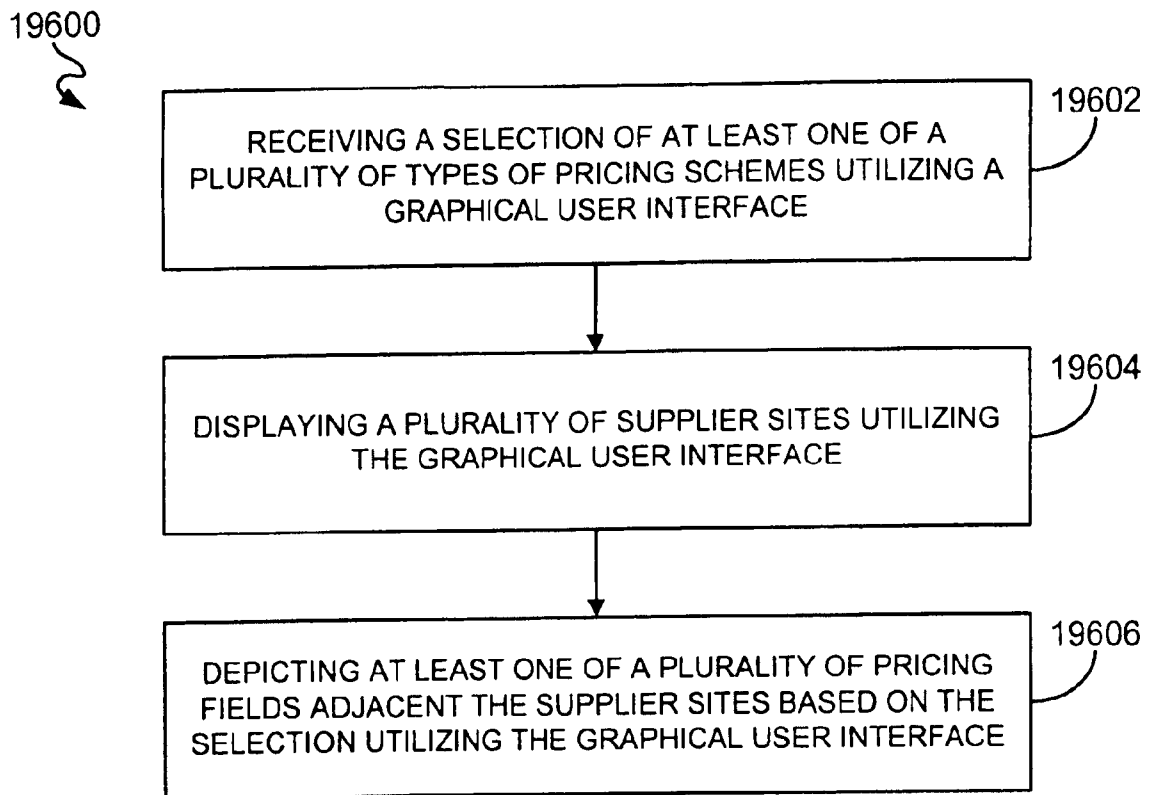 19600
19602
RECEIVING A SELECTION OF AT LEAST ONE OF A
PLURALITY OF TYPES OF PRICING SCHEMES UTILIZING A
GRAPHICAL USER INTERFACE
19604
DISPLAYING A PLURALITY OF SUPPLIER SITES UTILIZING
THE GRAPHICAL USER INTERFACE
19606
DEPICTING AT LEAST ONE OF A PLURALITY OF PRICING
FIELDS ADJACENT THE SUPPLIER SITES BASED ON THE
SELECTION UTILIZING THE GRAPHICAL USER INTERFACE